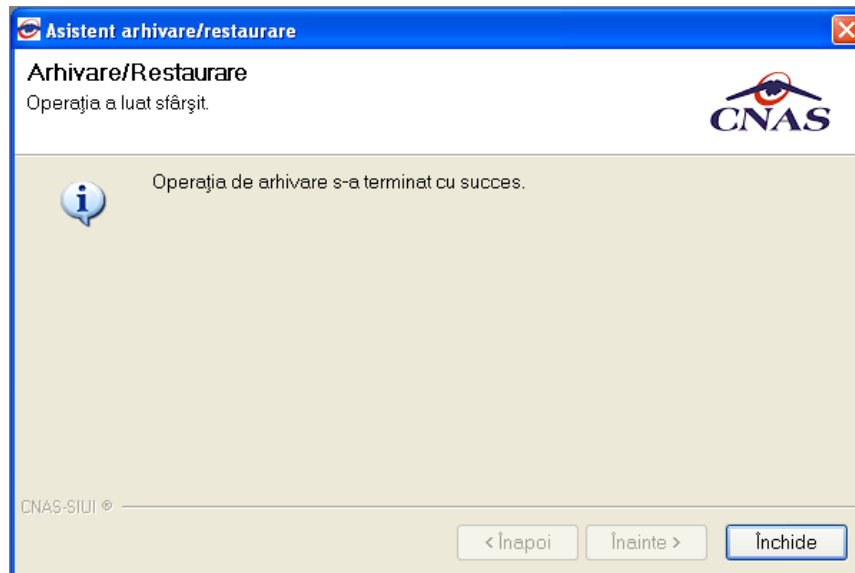 Asistent arhivare/restaurare
Arhivare/Restaurare
Operaţia a luat sfârşit.
CNAS
Operaţia de arhivare s-a terminat cu succes.
CNAS-SIUI ®
< Înapoi
Înainte >
Închide